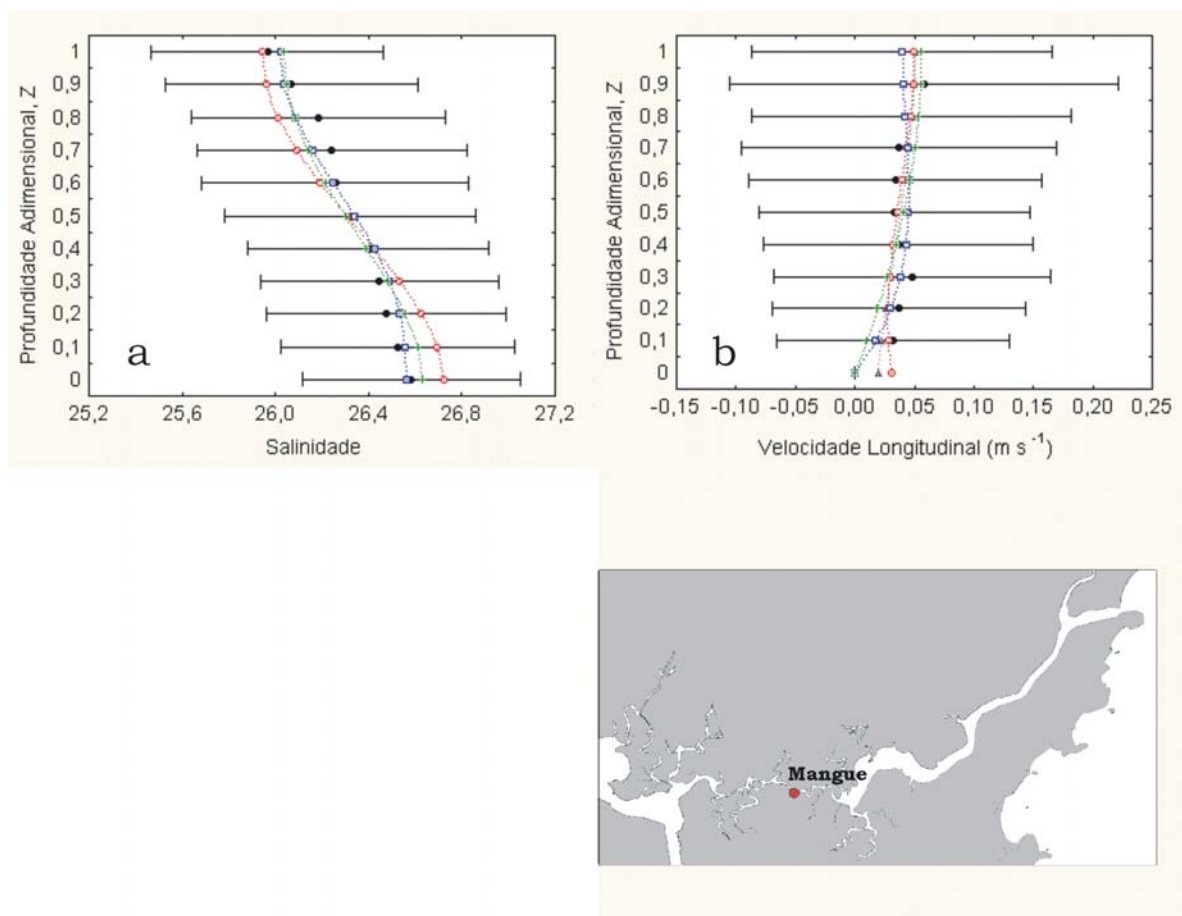 Profundidade Adimensional, Z
1
0,9
0,8
0,7
0,6
0,5
0,4
0,3
0,2
0,1
0
a
25,2 25,6 26,0 26,4 26,8 27,2
Salinidade
Profundidade Adimensional, Z
1
0,9
0,8
0,7
0,6
0,5
0,4
0,3
0,2
0,1
0
b
-0,15 -0,10 -0,05 0,00 0,05 0,10 0,15 0,20 0,25
Velocidade Longitudinal (m s -1)
Mangue